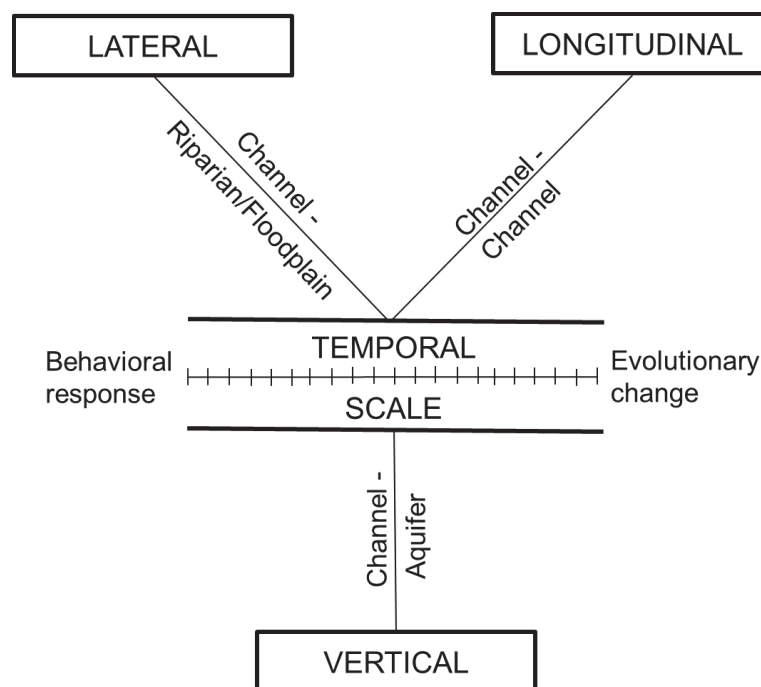 LATERAL
LONGITUDINAL
Channel -
Riparian/Floodplain
Channel -
Channel
TEMPORAL
Behavioral
response
Evolutionary
change
SCALE
Channel -
Aquifer
VERTICAL